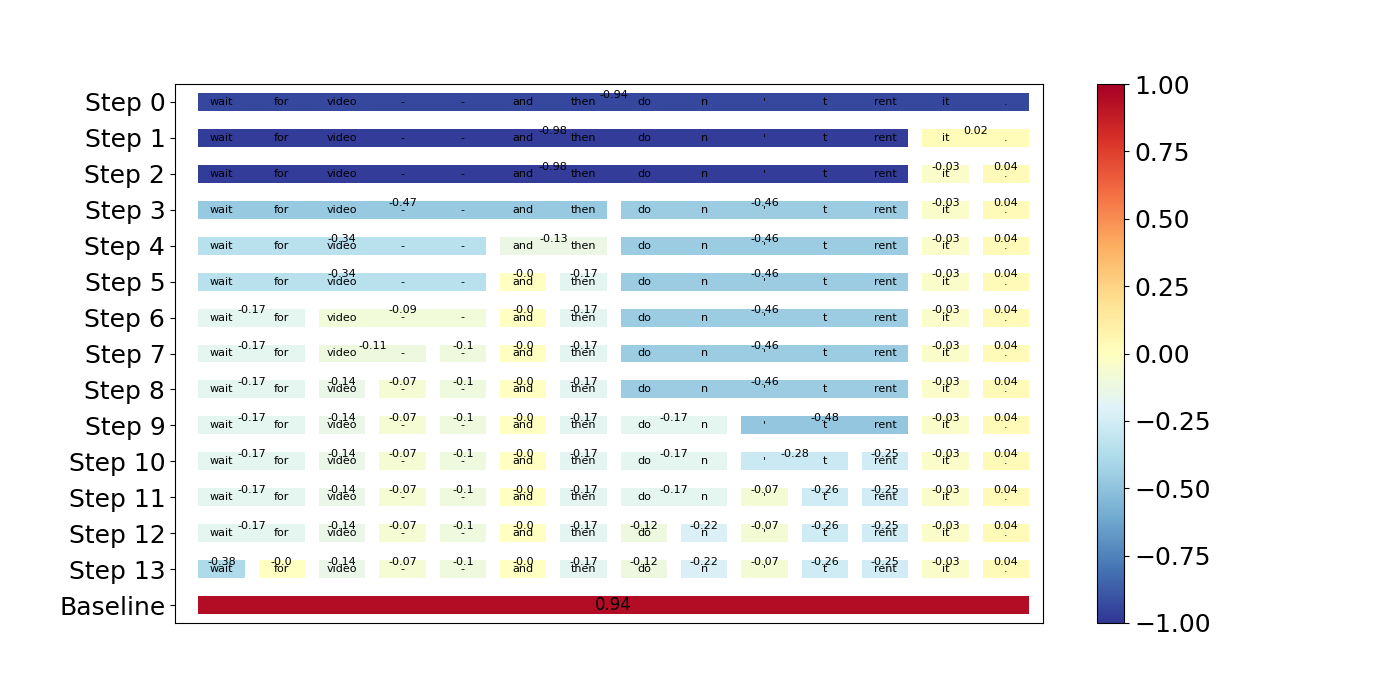 Step 0 wait for video - - and then -0.94 do n ' t rent it .
Step 1 wait for video - - and -0.98 then do n ' t rent it 0.02 .
Step 2 wait for video - - and -0.98 then do n ' t rent -0.03 it 0.04 .
Step 3 wait for video -0.47 - - and then do n -0.46 ' t rent -0.03 it 0.04 .
Step 4 wait for -0.34 video - - and -0.13 then do n -0.46 ' t rent -0.03 it 0.04 .
Step 5 wait for -0.34 video - - -0.0 and -0.17 then do n -0.46 ' t rent -0.03 it 0.04 .
Step 6 wait -0.17 for video -0.09 - - -0.0 and -0.17 then do n -0.46 ' t rent -0.03 it 0.04 .
Step 7 wait -0.17 for video -0.11 - -0.1 - -0.0 and -0.17 then do n -0.46 ' t rent -0.03 it 0.04 .
Step 8 wait -0.17 for -0.14 video -0.07 - -0.1 - -0.0 and -0.17 then do n -0.46 ' t rent -0.03 it 0.04 .
Step 9 wait -0.17 for -0.14 video -0.07 - -0.1 - -0.0 and -0.17 then do -0.17 n ' -0.48 t rent -0.03 it 0.04 .
Step 10 wait -0.17 for -0.14 video -0.07 - -0.1 - -0.0 and -0.17 then do -0.17 n ' -0.28 t -0.25 rent -0.03 it 0.04 .
Step 11 wait -0.17 for -0.14 video -0.07 - -0.1 - -0.0 and -0.17 then do -0.17 n -0.07 ' -0.26 t -0.25 rent -0.03 it 0.04 .
Step 12 wait -0.17 for -0.14 video -0.07 - -0.1 - -0.0 and -0.17 then -0.12 do -0.22 n -0.07 ' -0.26 t -0.25 rent -0.03 it 0.04 .
Step 13 -0.38 wait -0.0 for -0.14 video -0.07 - -0.1 - -0.0 and -0.17 then -0.12 do -0.22 n -0.07 ' -0.26 t -0.25 rent -0.03 it 0.04 .
Baseline 0.94
1.00
0.75
0.50
0.25
0.00
−0.25
−0.50
−0.75
−1.00